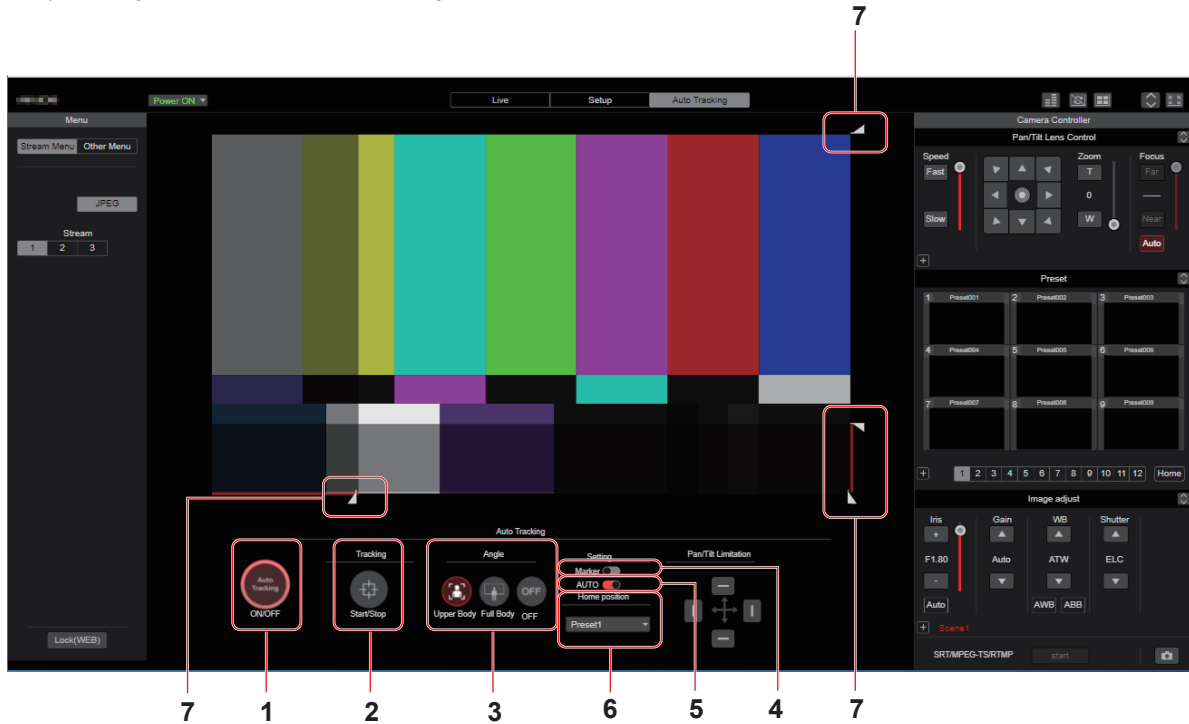 7
Power ON
Live
Setup
Auto Tracking
Menu
Stream Menu
Other Menu
JPEG
Stream
1 2 3
Lock(WEB)
Camera Controller
Pan/Tilt Lens Control
Speed
Zoom
Focus
Fast
T
Far
0
-----
Slow
W
Near
Auto
+
Preset
1 Preset001
2 Preset002
3 Preset003
4 Preset004
5 Preset005
6 Preset006
7 Preset007
8 Preset008
9 Preset009
+
1 2 3 4 5 6 7 8 9 10 11 12
Home
Image adjust
Iris
Gain
WB
Shutter
+
F1.80
Auto
ATW
ELC
-
Auto
AWB
ABB
+
Scene1
SRT/MPEG-TS/RTMP
start
Auto Tracking
Tracking
Angle
Setting
Pan/Tilt Limitation
Auto
Tracking
ON/OFF
Start/Stop
OFF
Upper Body
Full Body
OFF
Marker
AUTO
Home position
Preset1
7 1 2 3 6 5 4 7